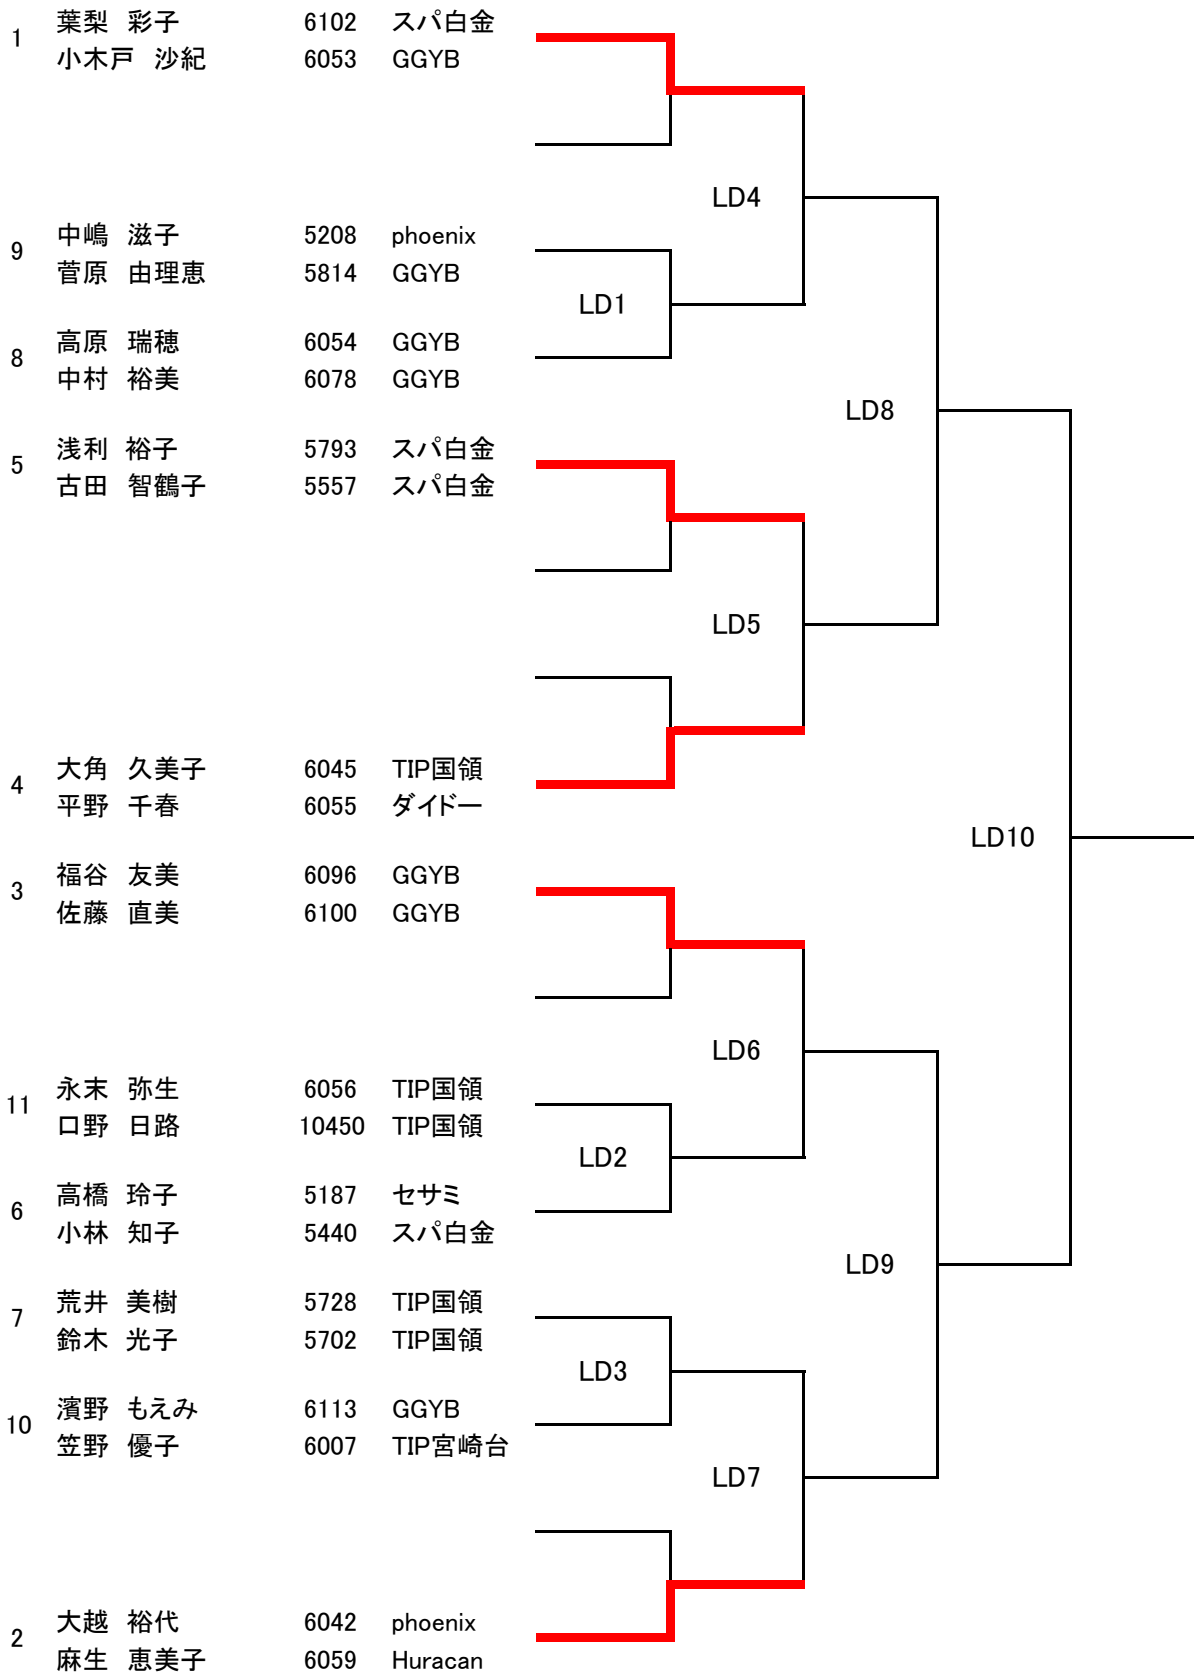 葉梨 彩子 6102 スパ白金
1
小木戸 沙紀 6053 GGYB
LD4
中嶋 滋子 5208 phoenix
9
菅原 由理恵 5814 GGYB
LD1
高原 瑞穂 6054 GGYB
8
中村 裕美 6078 GGYB
LD8
浅利 裕子 5793 スパ白金
5
古田 智鶴子 5557 スパ白金
LD5
大角 久美子 6045 TIP国領
4
平野 千春 6055 ダイドー
LD10
福谷 友美 6096 GGYB
3
佐藤 直美 6100 GGYB
LD6
永末 弥生 6056 TIP国領
11
口野 日路 10450 TIP国領
LD2
高橋 玲子 5187 セサミ
6
小林 知子 5440 スパ白金
LD9
荒井 美樹 5728 TIP国領
7
鈴木 光子 5702 TIP国領
LD3
濱野 もえみ 6113 GGYB
10
笠野 優子 6007 TIP宮崎台
LD7
大越 裕代 6042 phoenix
2
麻生 恵美子 6059 Huracan